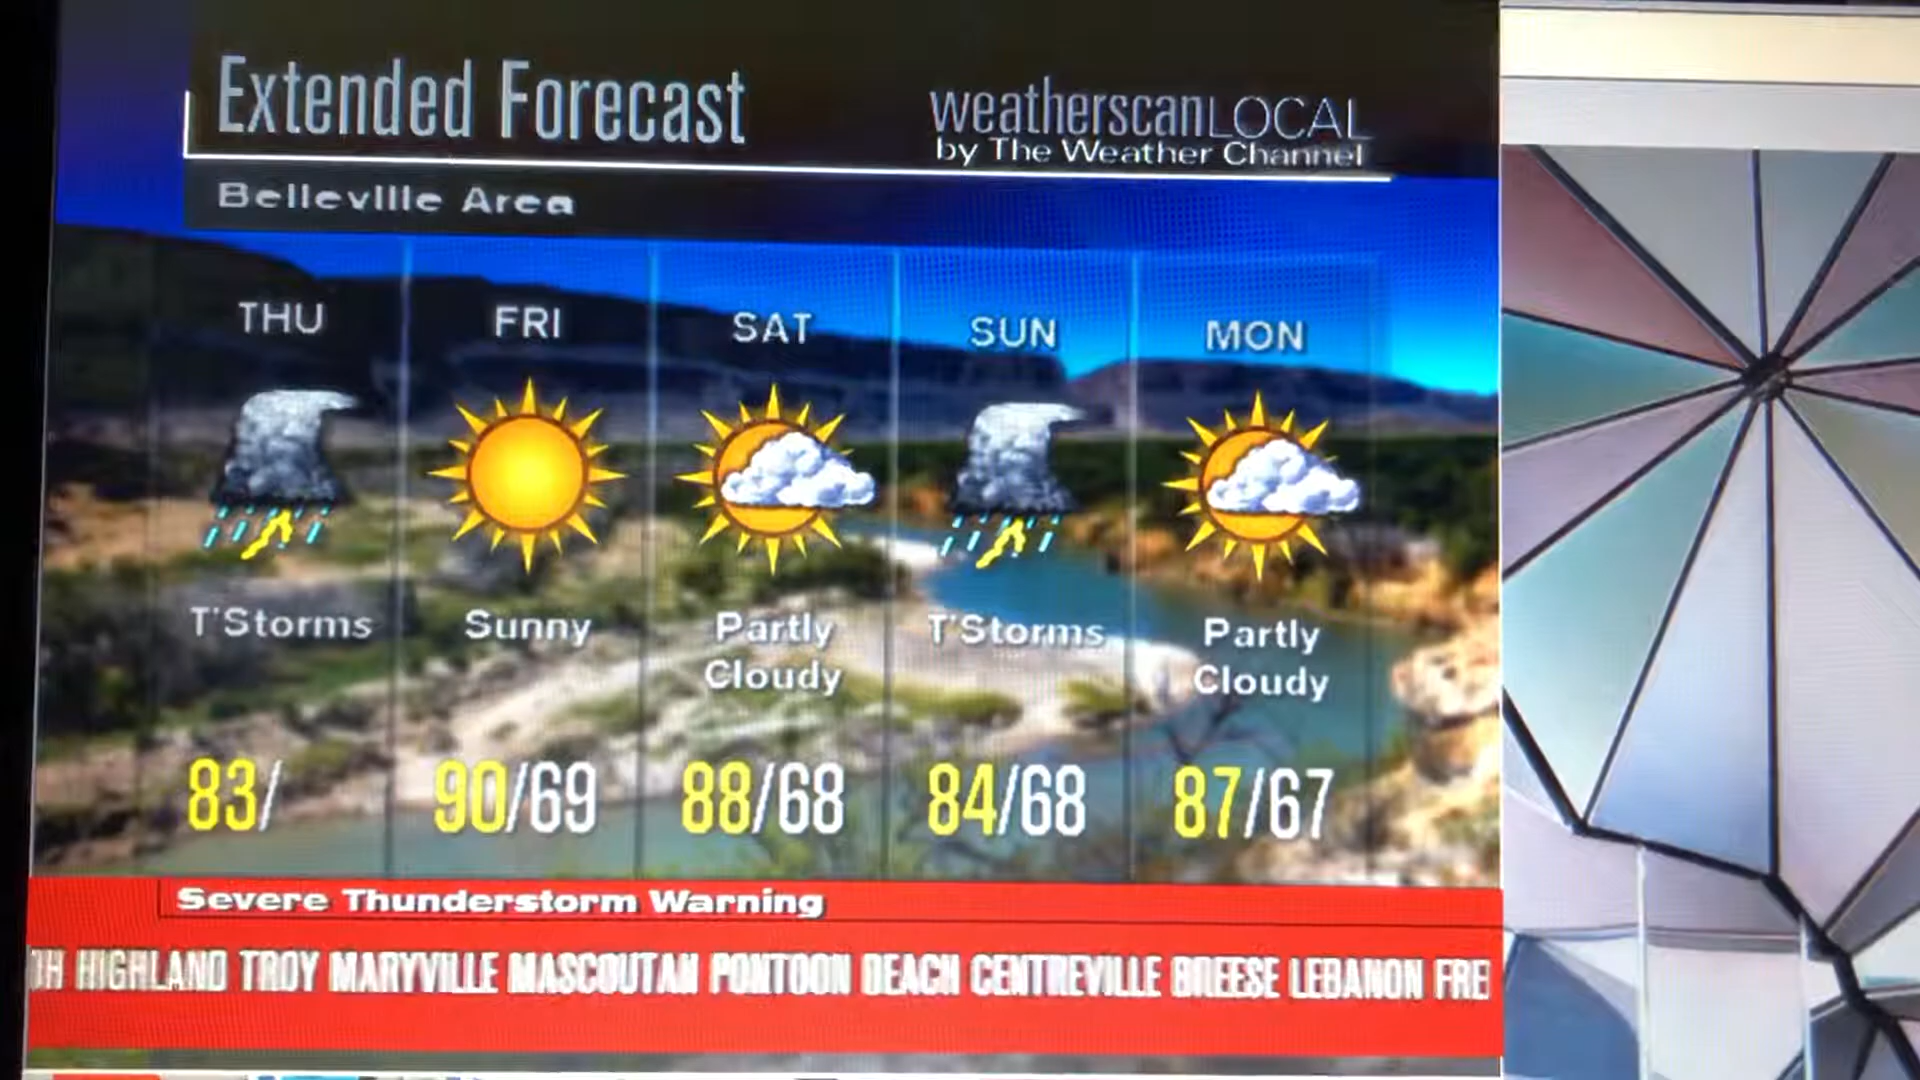 Extended Forecast
weatherscanLOCAL
by The Weather Channel
Belleville Area
THU
FRI
SAT
SUN
MON
T'Storms
Sunny
Partly
Cloudy
T'Storms
Partly
Cloudy
83/
90/69
88/68
84/68
87/67
Severe Thunderstorm Warning
HIGHLAND TROY MARYVILLE MASCOUTAH PONTOON BEACH CENTREVILLE BREESE LEBANON FRE